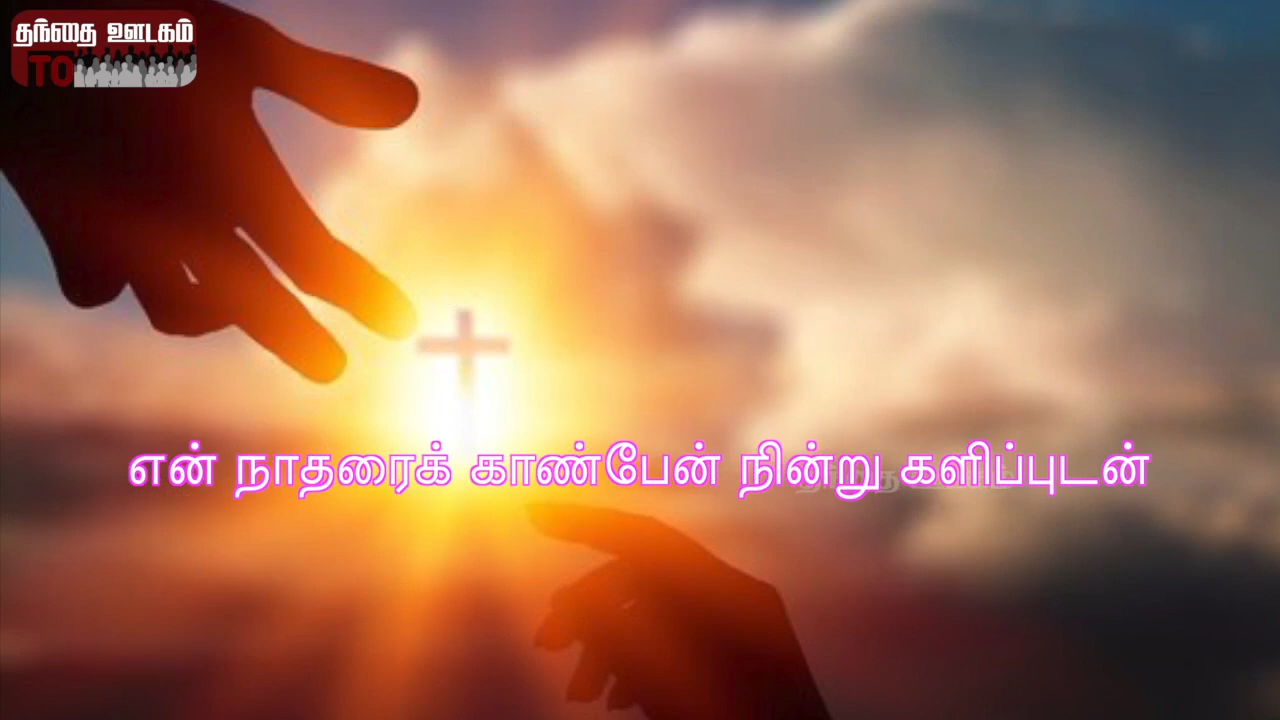 தந்தை ஊடகம்
TO
என் நாதரைக் காண்பேன் நின்று களிப்புடன்